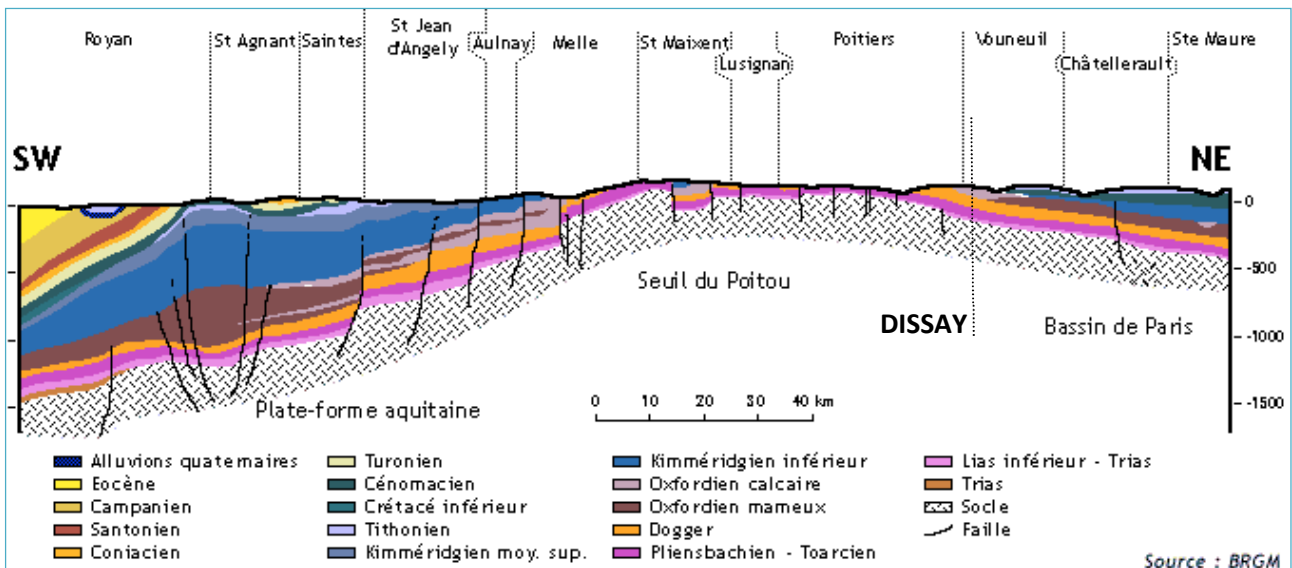 Royan
St Agnant
Saintes
St Jean
d'Angely
Aulnay
Melle
St Maixent
Lusignan
Poitiers
Vouneuil
Châtellerault
Ste Maure
SW
NE
0
-500
-1000
-1500
Seuil du Poitou
DISSAY
Bassin de Paris
Plate-forme aquitaine
0 10 20 30 40 km
Alluvions quaternaires
Eocène
Campanien
Santonien
Coniacien
Turonien
Cénomacien
Crétacé inférieur
Tithonien
Kimméridgien moy. sup.
Kimméridgien inférieur
Oxfordien calcaire
Oxfordien marneux
Dogger
Pliensbachien - Toarcien
Lias inférieur - Trias
Trias
Socle
Faille
Source : BRGM